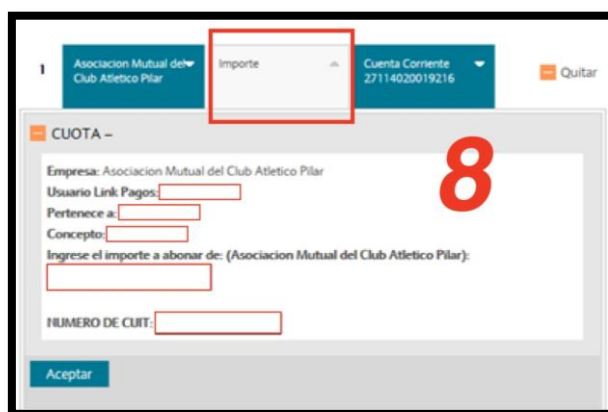 1
Asociacion Mutual del
Club Atletico Pilar
Importe
Cuenta Corriente
27114020019216
Quitar
CUOTA –
8
Empresa: Asociacion Mutual del Club Atletico Pilar
Usuario Link Pagos:
Pertenece a:
Concepto:
Ingrese el importe a abonar de: (Asociacion Mutual del Club Atletico Pilar):
NUMERO DE CUIT:
Aceptar